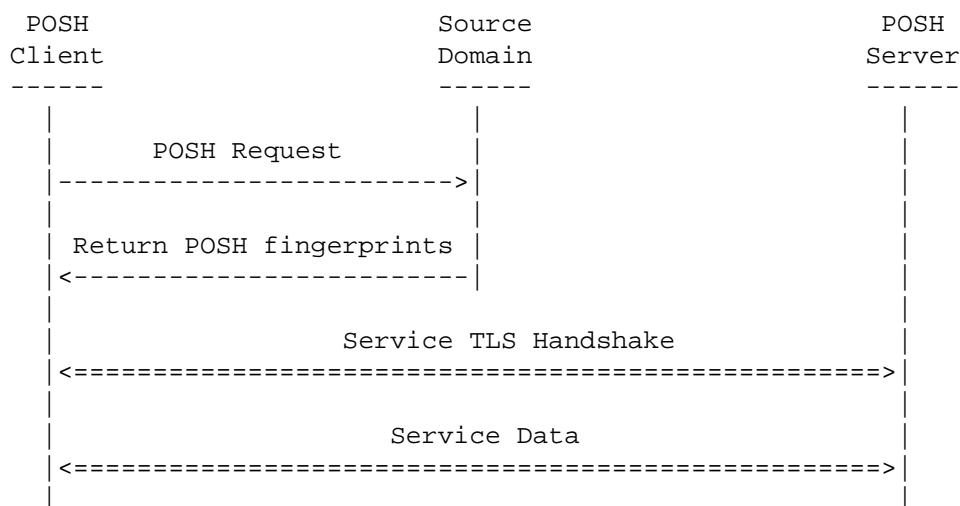 POSH Source POSH
Client Domain Server
------ ------ ------
POSH Request
Return POSH fingerprints
Service TLS Handshake
Service Data